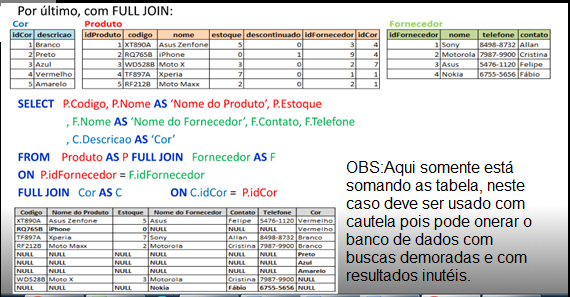 Por último, com FULL JOIN:
Cor Produto Fornecedor
idCor descricao idProduto codigo nome estoque descontinuado idFornecedor idCor idFornecedor nome telefone contato
1 Branco 1 XT890A Asus Zenfone 5 0 3 4 1 Sony 8498-8732 Allan
2 Preto 2 RQ765B iPhone 0 1 9 4 2 Motorola 7987-9900 Cristina
3 Azul 3 WD528B Moto X 3 0 2 7 3 Asus 5476-1120 Felipe
4 Vermelho 4 TF897A Xperia 7 0 1 1 4 Nokia 6755-5656 Fábio
5 Amarelo 5 RF212B Moto Maxx 2 0 2 1
SELECT P.Codigo, P.Nome AS ‘Nome do Produto’, P.Estoque
, F.Nome AS ‘Nome do Fornecedor’, F.Contato, F.Telefone
, C.Descricao AS ‘Cor’
FROM Produto AS P FULL JOIN Fornecedor AS F
ON P.idFornecedor = F.idFornecedor
FULL JOIN Cor AS C ON C.idCor = P.idCor
Codigo Nome do Produto Estoque Nome do Fornecedor Contato Telefone Cor
XT890A Asus Zenfone 5 Asus Felipe 5476-1120 Vermelho
RQ765B iPhone 0 NULL NULL NULL Vermelho
TF897A Xperia 7 Sony Allan 8498-8732 Branco
RF212B Moto Maxx 2 Motorola Cristina 7987-9900 Branco
NULL NULL NULL NULL NULL NULL Preto
NULL NULL NULL NULL NULL NULL Azul
NULL NULL NULL NULL NULL NULL Amarelo
WD528B Moto X 3 Motorola Cristina 7987-9900 NULL
NULL NULL NULL Nokia Fábio 6755-5656 NULL
OBS:Aqui somente está
somando as tabela, neste
caso deve ser usado com
cautela pois pode onerar o
banco de dados com
buscas demoradas e com
resultados inutéis.